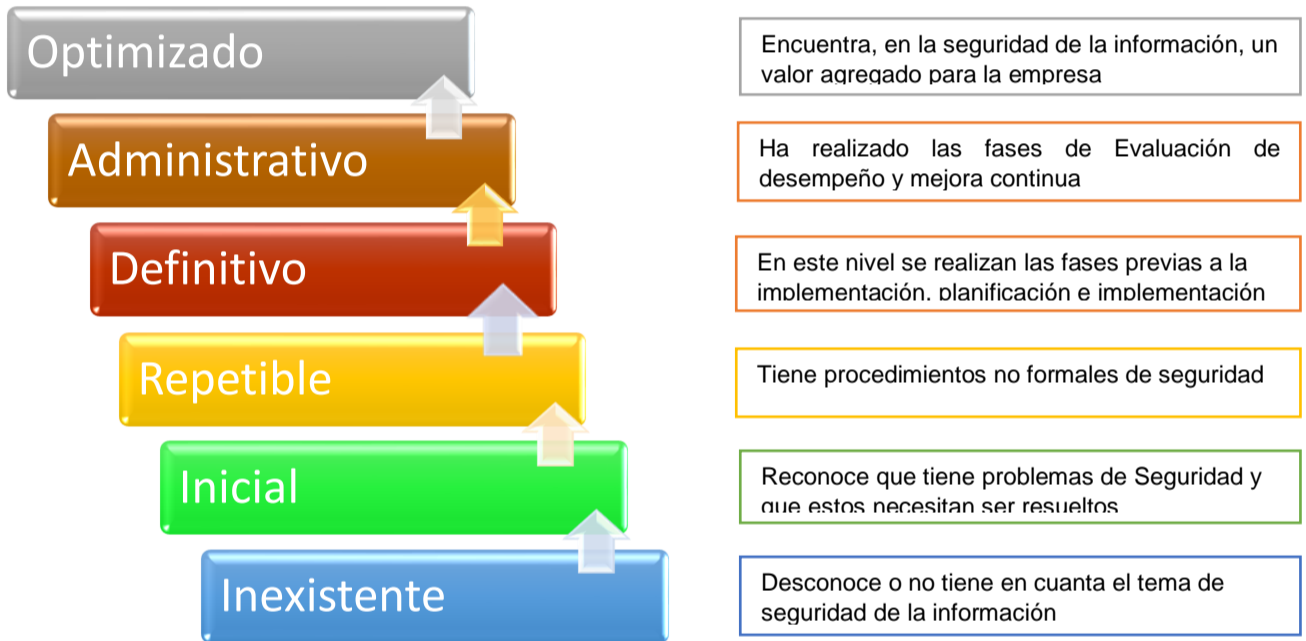 Optimizado
Encuentra, en la seguridad de la información, un
valor agregado para la empresa
Administrativo
Ha realizado las fases de Evaluación de
desempeño y mejora continua
Definitivo
En este nivel se realizan las fases previas a la
implementación, planificación e implementación
Repetible
Tiene procedimientos no formales de seguridad
Inicial
Reconoce que tiene problemas de Seguridad y
que estos necesitan ser resueltos
Inexistente
Desconoce o no tiene en cuanta el tema de
seguridad de la información